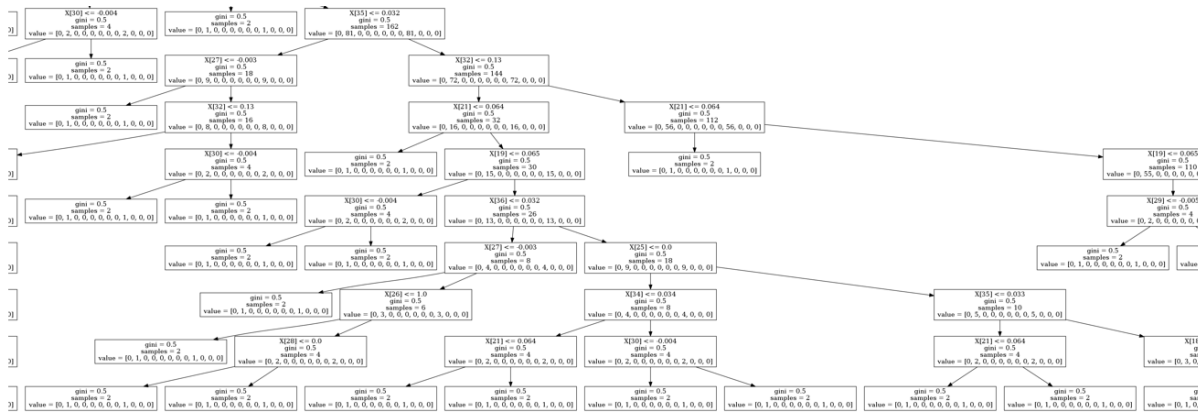 X[30] <= -0.004
gini = 0.5
samples = 4
value = [0, 2, 0, 0, 0, 0, 0, 2, 0, 0, 0]
gini = 0.5
samples = 2
value = [0, 1, 0, 0, 0, 0, 0, 1, 0, 0, 0]
X[35] <= 0.032
gini = 0.5
samples = 162
value = [0, 81, 0, 0, 0, 0, 0, 81, 0, 0, 0]
gini = 0.5
samples = 2
value = [0, 1, 0, 0, 0, 0, 0, 1, 0, 0, 0]
X[27] <= -0.003
gini = 0.5
samples = 18
value = [0, 9, 0, 0, 0, 0, 0, 9, 0, 0, 0]
X[32] <= 0.13
gini = 0.5
samples = 144
value = [0, 72, 0, 0, 0, 0, 0, 72, 0, 0, 0]
gini = 0.5
samples = 2
value = [0, 1, 0, 0, 0, 0, 0, 1, 0, 0, 0]
X[32] <= 0.13
gini = 0.5
samples = 16
value = [0, 8, 0, 0, 0, 0, 0, 8, 0, 0, 0]
X[21] <= 0.064
gini = 0.5
samples = 32
value = [0, 16, 0, 0, 0, 0, 0, 16, 0, 0, 0]
X[21] <= 0.064
gini = 0.5
samples = 112
value = [0, 56, 0, 0, 0, 0, 0, 56, 0, 0, 0]
X[30] <= -0.004
gini = 0.5
samples = 4
value = [0, 2, 0, 0, 0, 0, 0, 2, 0, 0, 0]
gini = 0.5
samples = 2
value = [0, 1, 0, 0, 0, 0, 0, 1, 0, 0, 0]
X[19] <= 0.065
gini = 0.5
samples = 30
value = [0, 15, 0, 0, 0, 0, 0, 15, 0, 0, 0]
gini = 0.5
samples = 2
value = [0, 1, 0, 0, 0, 0, 0, 1, 0, 0, 0]
X[19] <= 0.065
gini = 0.5
samples = 110
value = [0, 55, 0, 0, 0, 0,
gini = 0.5
samples = 2
value = [0, 1, 0, 0, 0, 0, 0, 1, 0, 0, 0]
gini = 0.5
samples = 2
value = [0, 1, 0, 0, 0, 0, 0, 1, 0, 0, 0]
X[30] <= -0.004
gini = 0.5
samples = 4
value = [0, 2, 0, 0, 0, 0, 0, 2, 0, 0, 0]
X[36] <= 0.032
gini = 0.5
samples = 26
value = [0, 13, 0, 0, 0, 0, 0, 13, 0, 0, 0]
X[29] <= -0.005
gini = 0.5
samples = 4
value = [0, 2, 0, 0, 0, 0,
gini = 0.5
samples = 2
value = [0, 1, 0, 0, 0, 0, 0, 1, 0, 0, 0]
gini = 0.5
samples = 2
value = [0, 1, 0, 0, 0, 0, 0, 1, 0, 0, 0]
X[27] <= -0.003
gini = 0.5
samples = 8
value = [0, 4, 0, 0, 0, 0, 0, 4, 0, 0, 0]
X[25] <= 0.0
gini = 0.5
samples = 18
value = [0, 9, 0, 0, 0, 0, 0, 9, 0, 0, 0]
gini = 0.5
samples = 2
value = [0, 1, 0, 0, 0, 0, 0, 1, 0, 0, 0]
gini = 0.5
samples = 2
value = [0, 1, 0, 0, 0, 0, 0, 1, 0, 0, 0]
X[26] <= 1.0
gini = 0.5
samples = 6
value = [0, 3, 0, 0, 0, 0, 0, 3, 0, 0, 0]
X[34] <= 0.034
gini = 0.5
samples = 8
value = [0, 4, 0, 0, 0, 0, 0, 4, 0, 0, 0]
X[35] <= 0.033
gini = 0.5
samples = 10
value = [0, 5, 0, 0, 0, 0, 0, 5, 0, 0, 0]
gini = 0.5
samples = 2
value = [0, 1, 0, 0, 0, 0, 0, 1, 0, 0, 0]
X[28] <= 0.0
gini = 0.5
samples = 4
value = [0, 2, 0, 0, 0, 0, 0, 2, 0, 0, 0]
X[21] <= 0.064
gini = 0.5
samples = 4
value = [0, 2, 0, 0, 0, 0, 0, 2, 0, 0, 0]
X[30] <= -0.004
gini = 0.5
samples = 4
value = [0, 2, 0, 0, 0, 0, 0, 2, 0, 0, 0]
X[21] <= 0.064
gini = 0.5
samples = 4
value = [0, 2, 0, 0, 0, 0, 0, 2, 0, 0, 0]
value = [0, 3, 0,
gini = 0.5
samples = 2
value = [0, 1, 0, 0, 0, 0, 0, 1, 0, 0, 0]
gini = 0.5
samples = 2
value = [0, 1, 0, 0, 0, 0, 0, 1, 0, 0, 0]
gini = 0.5
samples = 2
value = [0, 1, 0, 0, 0, 0, 0, 1, 0, 0, 0]
gini = 0.5
samples = 2
value = [0, 1, 0, 0, 0, 0, 0, 1, 0, 0, 0]
gini = 0.5
samples = 2
value = [0, 1, 0, 0, 0, 0, 0, 1, 0, 0, 0]
gini = 0.5
samples = 2
value = [0, 1, 0, 0, 0, 0, 0, 1, 0, 0, 0]
gini = 0.5
samples = 2
value = [0, 1, 0, 0, 0, 0, 0, 1, 0, 0, 0]
gini = 0.5
samples = 2
value = [0, 1, 0, 0, 0, 0, 0, 1, 0, 0, 0]